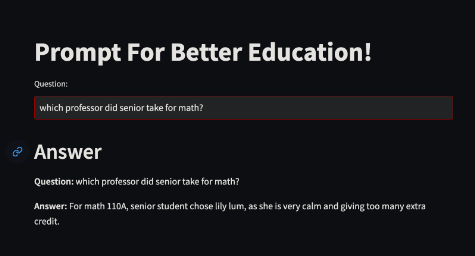 Prompt For Better Education!
Question:
which professor did senior take for math?
Answer
Question: which professor did senior take for math?
Answer: For math 110A, senior student chose lily lum, as she is very calm and giving too many extra
credit.